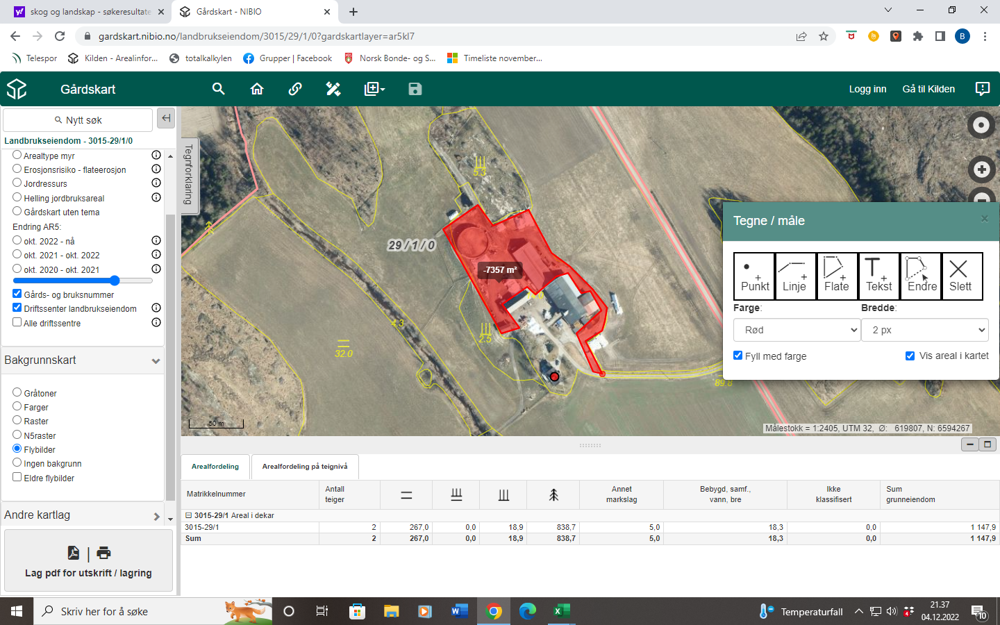 skog og landskap - søkeresultate
Gårdskart - NIBIO
gardskart.nibio.no/landbrukseiendom/3015/29/1/0?gardskartlayer=ar5kl7
B
Telespor
Kilden - Arealinfor...
totalkalkylen
Grupper | Facebook
Norsk Bonde- og S...
Timeliste november...
Gårdskart
Logg inn
Gå til Kilden
Nytt søk
Landbrukseiendom - 3015-29/1/0
Arealtype myr
Erosjonsrisiko - flateerosjon
Jordressurs
Helling jordbruksareal
Gårdskart uten tema
Endring AR5:
okt. 2022 - nå
okt. 2021 - okt. 2022
okt. 2020 - okt. 2021
Gårds- og bruksnummer
Driftssenter landbrukseiendom
Alle driftssentre
Bakgrunnskart
Gråtoner
Farger
Raster
N5raster
Flybilder
Ingen bakgrunn
Eldre flybilder
Andre kartlag
Lag pdf for utskrift / lagring
Tegnforklaring
5.3
29/1/0
-7357 m²
4.3
2.5
32.0
89.8
50 m
Målestokk = 1:2405, UTM 32, Ø: 619807, N: 6594267
Tegne / måle
×
Punkt
Linje
Flate
Tekst
Endre
Slett
Farge:
Bredde:
Rød
2 px
Fyll med farge
Vis areal i kartet
Arealfordeling
Arealfordeling på teignivå
Matrikkelnummer
Antall teiger
Annet markslag
Bebygd, samf., vann, bre
Ikke klassifisert
Sum grunneiendom
3015-29/1 Areal i dekar
3015-29/1 2 267,0 0,0 18,9 838,7 5,0 18,3 0,0 1 147,9
Sum 2 267,0 0,0 18,9 838,7 5,0 18,3 0,0 1 147,9
Skriv her for å søke
Temperaturfall
21.37
04.12.2022
10